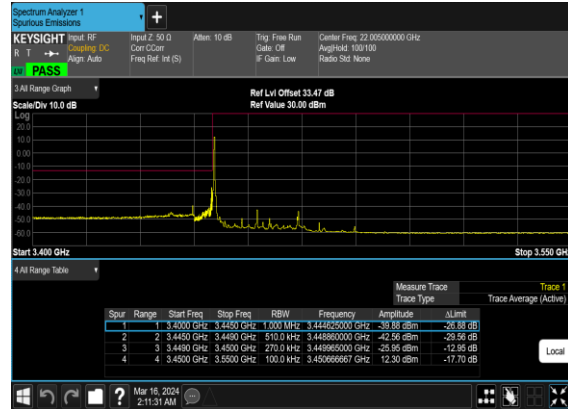 Spectrum Analyzer 1
Spurious Emissions
KEYSIGHT Input: RF Input Z: 50 Ω Atten: 10 dB Trig: Free Run Center Freq: 22.005000000 GHz
R T Coupling: DC Corr CCorr Gate: Off Avg|Hold: 100/100
Align: Auto Freq Ref: Int (S) IF Gain: Low Radio Std: None
PASS
3 All Range Graph
Ref Lvl Offset 33.47 dB
Scale/Div 10.0 dB Ref Value 30.00 dBm
Log
20.0
10.0
0.00
-10.0
-20.0
-30.0
-40.0
-50.0
-60.0
Start 3.400 GHz Stop 3.550 GHz
4 All Range Table
Measure Trace Trace 1
Trace Type Trace Average (Active)
Spur Range Start Freq Stop Freq RBW Frequency Amplitude ΔLimit
1 1 3.4000 GHz 3.4450 GHz 1.000 MHz 3.444625000 GHz -39.88 dBm -26.88 dB
2 2 3.4450 GHz 3.4490 GHz 510.0 kHz 3.448860000 GHz -42.56 dBm -29.56 dB
3 3 3.4490 GHz 3.4500 GHz 270.0 kHz 3.449965000 GHz -25.95 dBm -12.95 dB
4 4 3.4500 GHz 3.5500 GHz 100.0 kHz 3.450666667 GHz 12.30 dBm -17.70 dB
Local
? Mar 16, 2024
2:11:31 AM